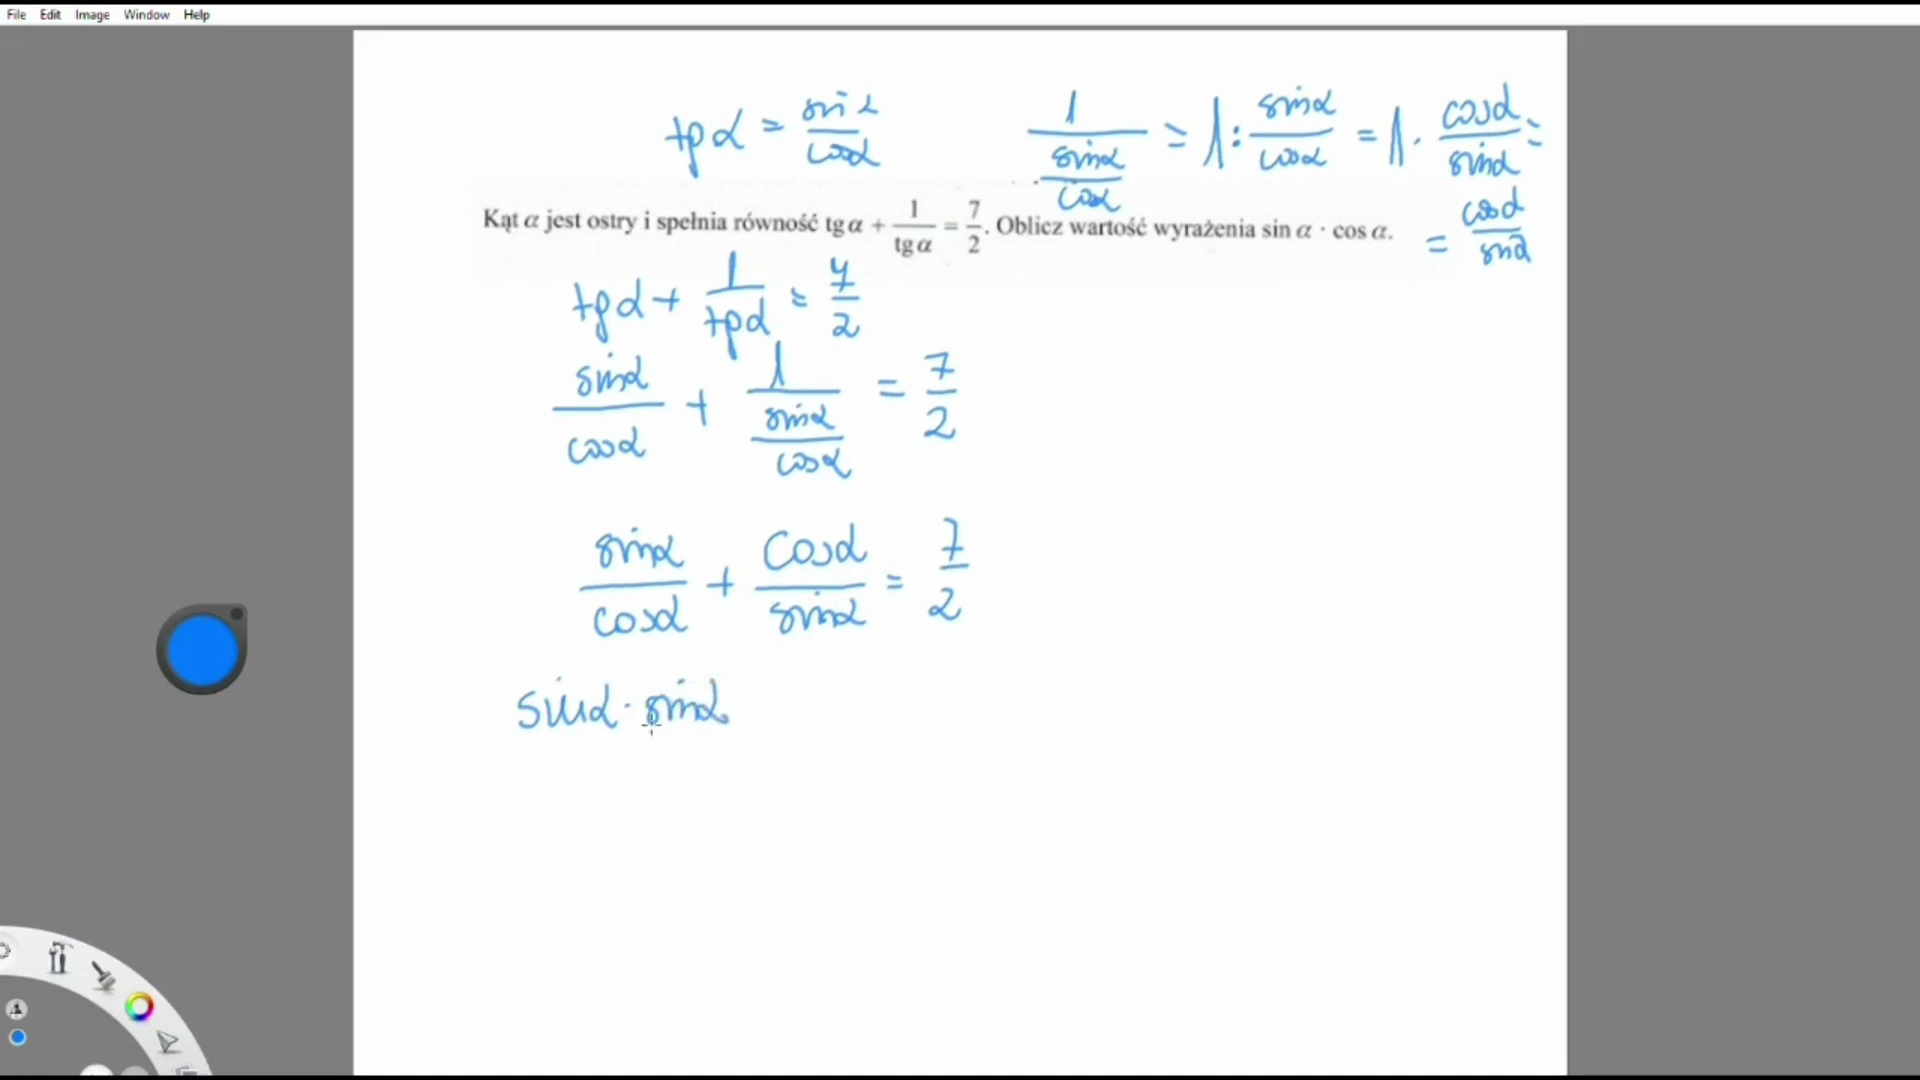 File Edit Image Window Help
tgα = sinα/cosα
1/(sinα/cosα) = 1 : sinα/cosα = 1 · cosα/sinα =
= cosα/sinα
Kąt α jest ostry i spełnia równość tg α + 1/tg α = 7/2. Oblicz wartość wyrażenia sin α · cos α.
tgα + 1/tgα = 7/2
sinα/cosα + 1/(sinα/cosα) = 7/2
sinα/cosα + cosα/sinα = 7/2
sinα · sinα